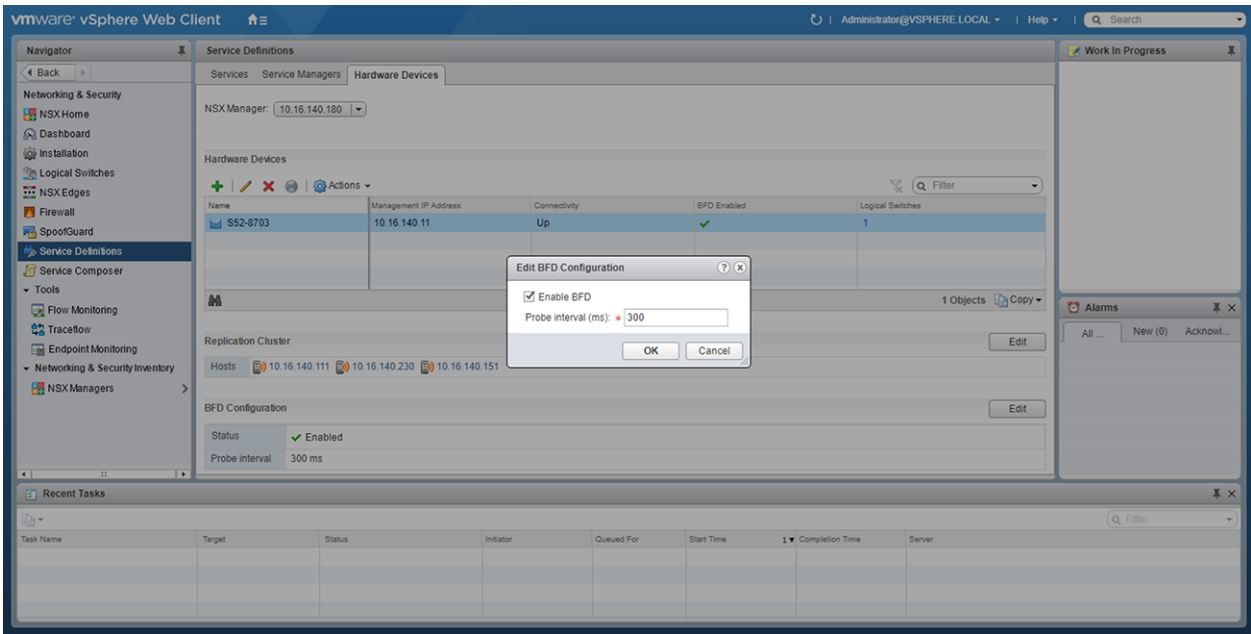 vmware vSphere Web Client
Administrator@VSPHERE.LOCAL | Help | Search
Navigator
Back
Networking & Security
NSX Home
Dashboard
Installation
Logical Switches
NSX Edges
Firewall
SpoofGuard
Service Definitions
Service Composer
Tools
Flow Monitoring
Traceflow
Endpoint Monitoring
Networking & Security Inventory
NSX Managers
Service Definitions
Services Service Managers Hardware Devices
NSX Manager: 10.16.140.180
Hardware Devices
Actions Filter
Name Management IP Address Connectivity BFD Enabled Logical Switches
S52-8703 10.16.140.11 Up 1
1 Objects Copy
Edit BFD Configuration
Enable BFD
Probe interval (ms): * 300
OK Cancel
Replication Cluster Edit
Hosts 10.16.140.111 10.16.140.230 10.16.140.151
BFD Configuration Edit
Status Enabled
Probe interval 300 ms
Work In Progress
Alarms
All ... New (0) Acknowl...
Recent Tasks
Filter
Task Name Target Status Initiator Queued For Start Time 1 Completion Time Server